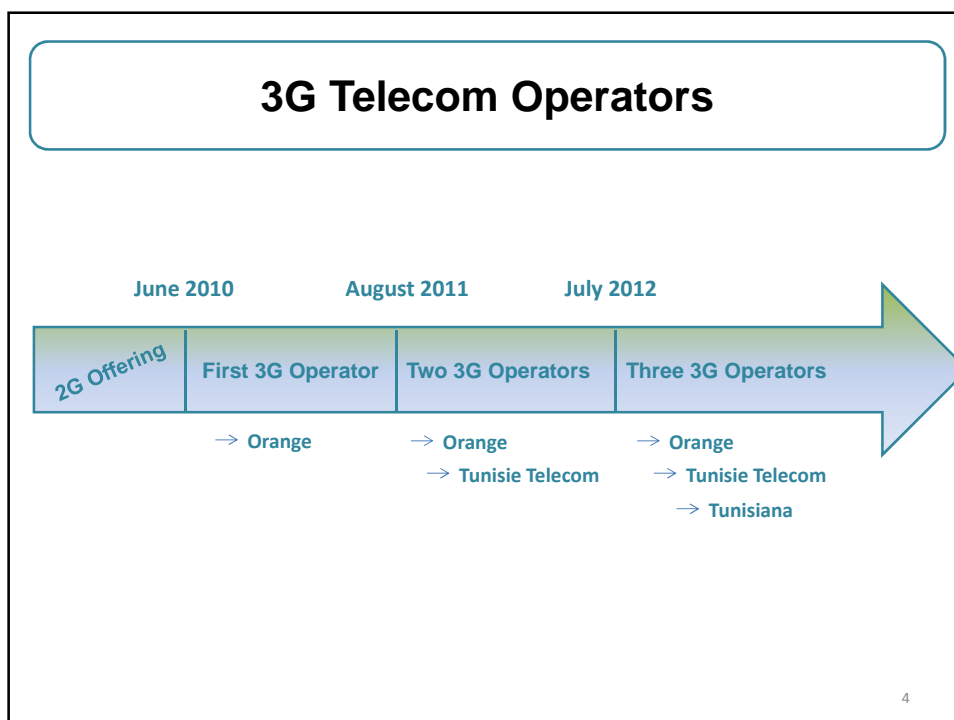 3G Telecom Operators
June 2010 August 2011 July 2012
2G Offering First 3G Operator Two 3G Operators Three 3G Operators
→ Orange → Orange → Orange
→ Tunisie Telecom → Tunisie Telecom
→ Tunisiana
4